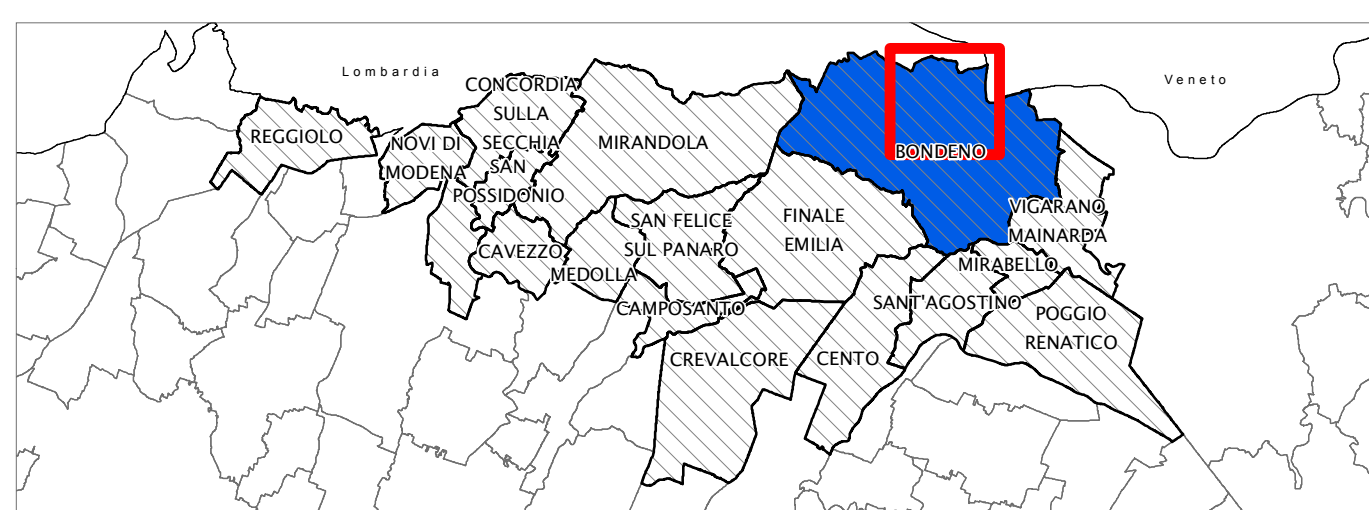 Lombardia
Veneto
CONCORDIA
SULLA
SECCHIA
REGGIOLO
NOVI DI
MODENA
SAN
POSSIDONIO
MIRANDOLA
BONDENO
VIGARANO
MAINARDA
SAN FELICE
SUL PANARO
FINALE
EMILIA
CAVEZZO
MEDOLLA
MIRABELLO
CAMPOSANTO
SANT'AGOSTINO
POGGIO
RENATICO
CREVALCORE
CENTO